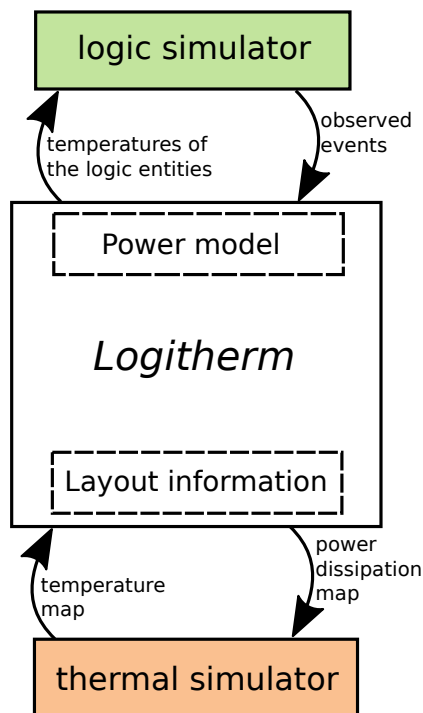 logic simulator
temperatures of
the logic entities
observed
events
Power model
Logitherm
Layout information
temperature
map
power
dissipation
map
thermal simulator